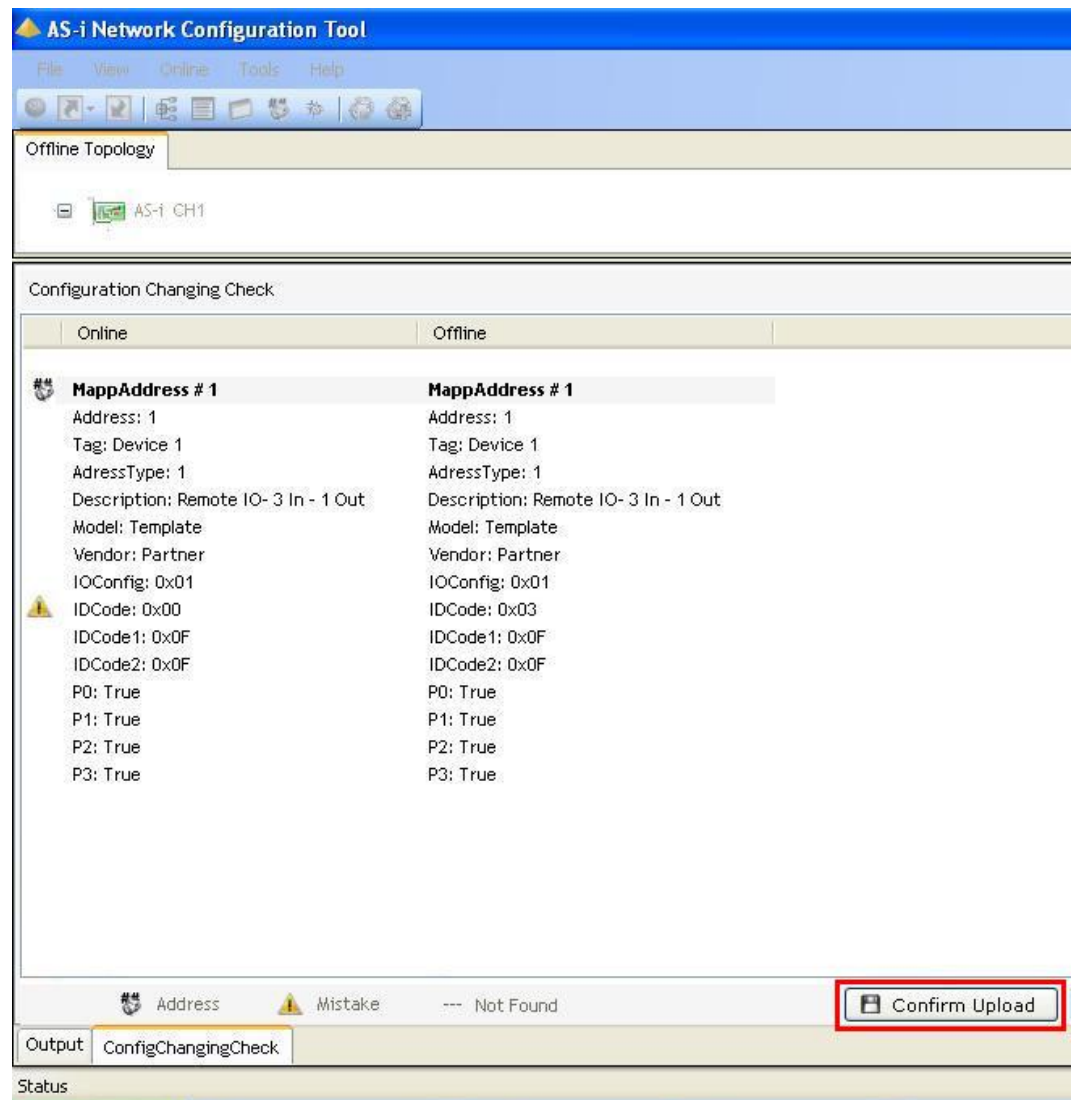 AS-i Network Configuration Tool
File View Online Tools Help
Offline Topology
AS-i CH1
Configuration Changing Check
Online Offline
MappAddress # 1 MappAddress # 1
Address: 1 Address: 1
Tag: Device 1 Tag: Device 1
AdressType: 1 AdressType: 1
Description: Remote IO- 3 In - 1 Out Description: Remote IO- 3 In - 1 Out
Model: Template Model: Template
Vendor: Partner Vendor: Partner
IOConfig: 0x01 IOConfig: 0x01
IDCode: 0x00 IDCode: 0x03
IDCode1: 0x0F IDCode1: 0x0F
IDCode2: 0x0F IDCode2: 0x0F
P0: True P0: True
P1: True P1: True
P2: True P2: True
P3: True P3: True
Address Mistake --- Not Found Confirm Upload
Output ConfigChangingCheck
Status